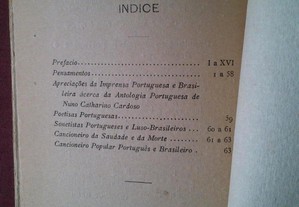 INDICE
Prefacio I a XVI
Pensamentos 1 a 58
Apreciações da Imprensa Portuguesa e Brasi-
leira ácerca da Antologia Portuguesa de
Nuno Catharino Cardoso
Poetisas Portuguesas 59
Sonetistas Portugueses e Luso-Brasileiros 60 a 61
Cancioneiro da Saudade e da Morte 61 a 63
Cancioneiro Popular Português e Brasileiro 63